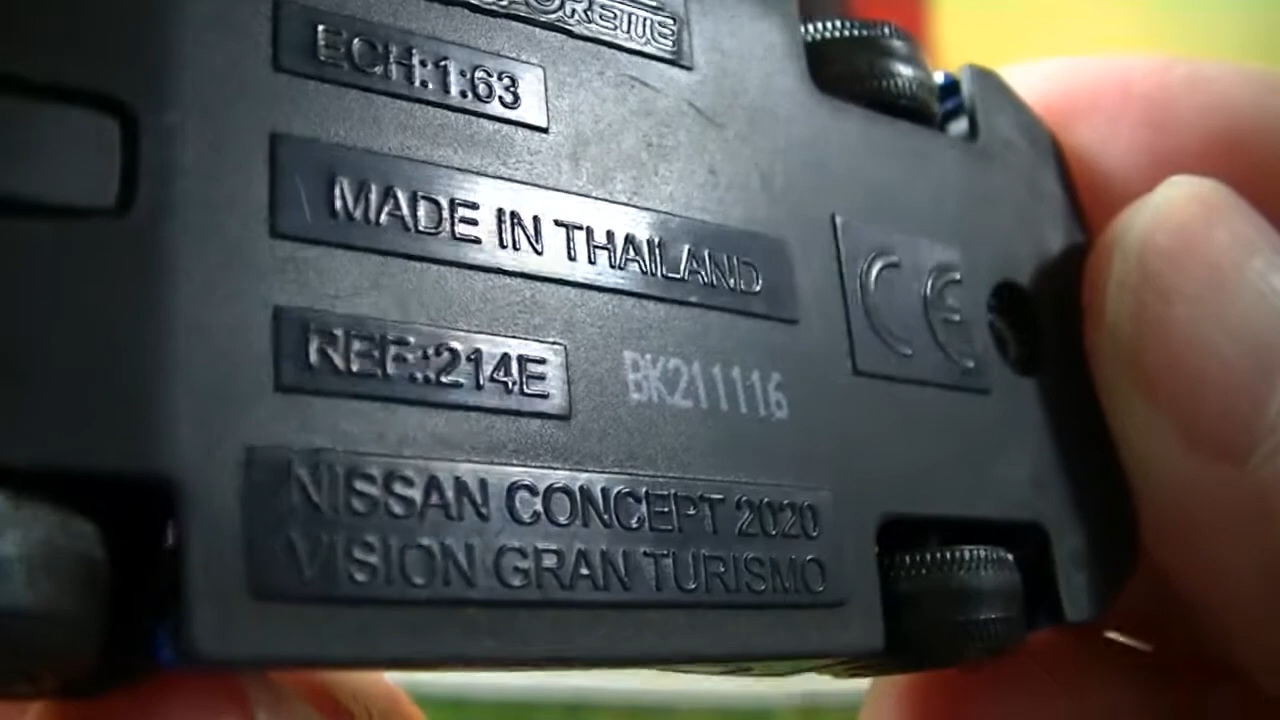 ECH:1:63
MADE IN THAILAND
CE
REF.:214E
BK211116
NISSAN CONCEPT 2020
VISION GRAN TURISMO